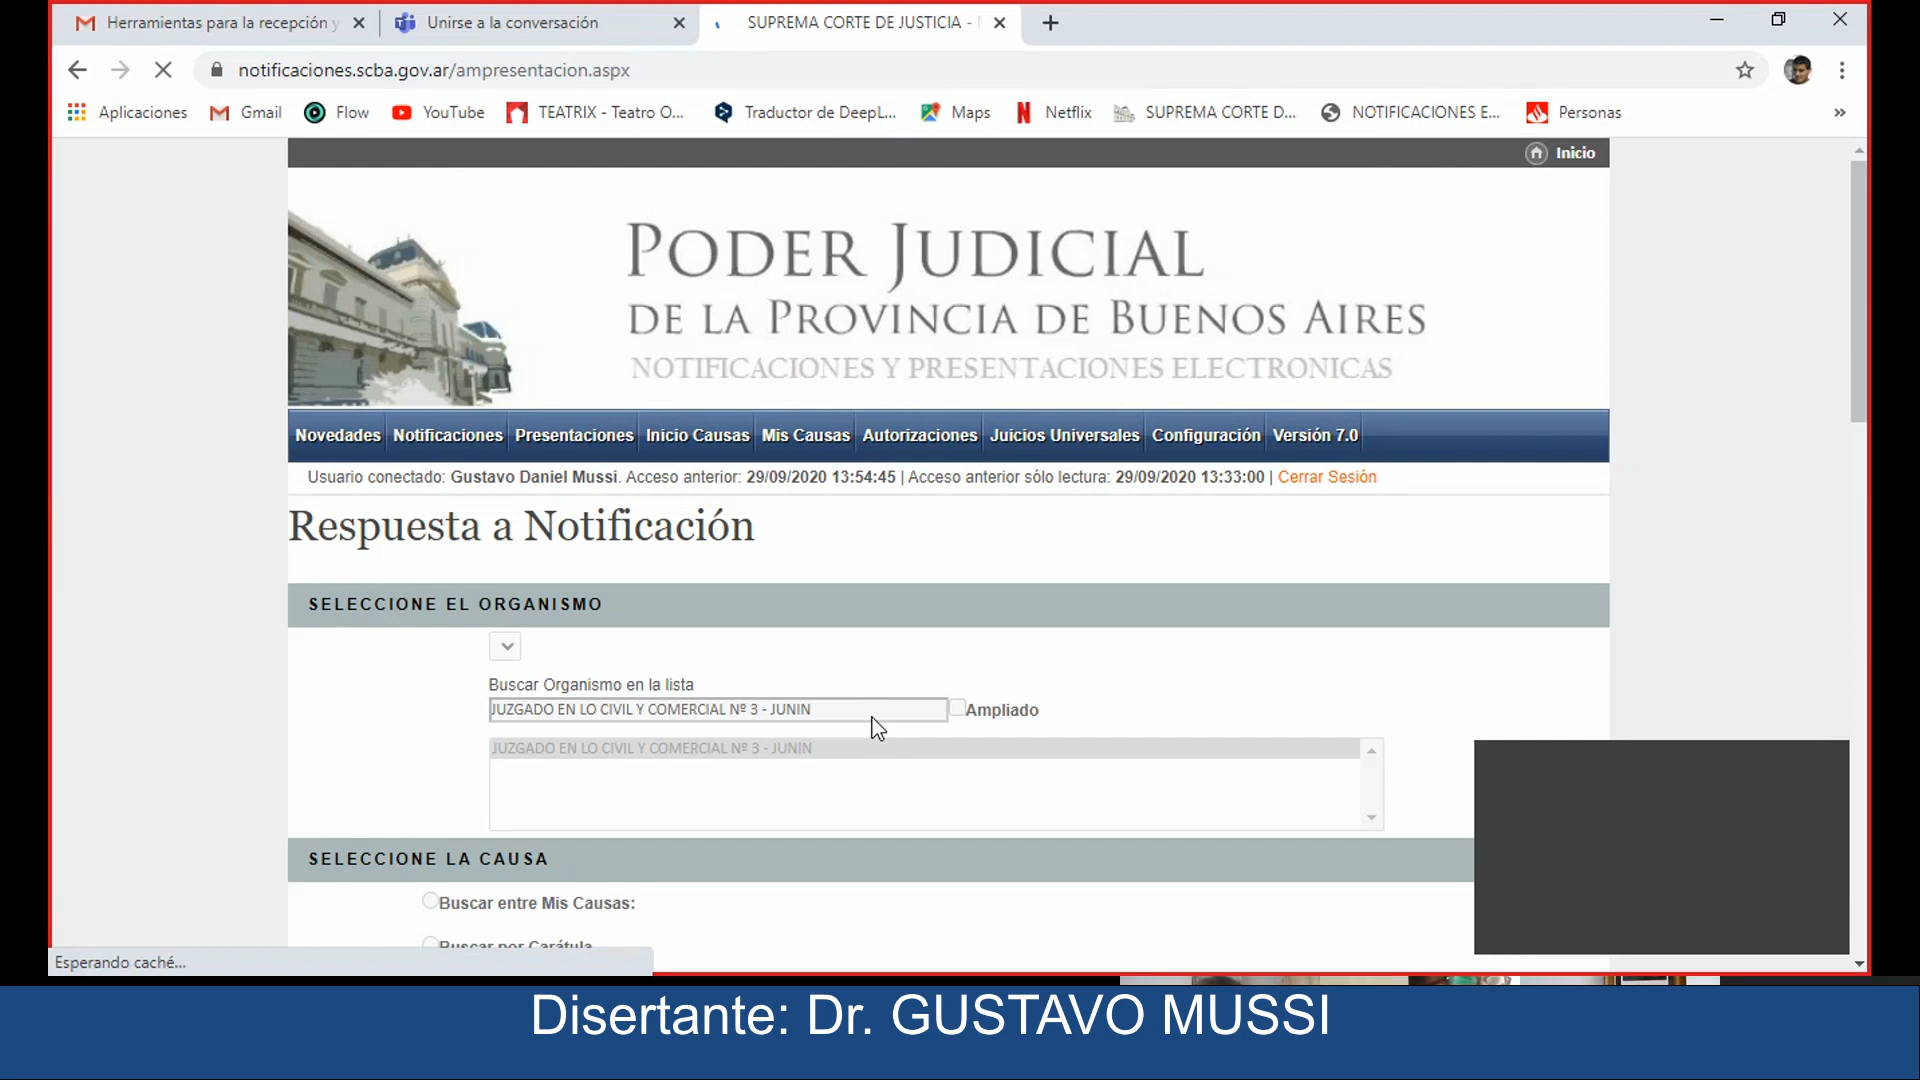 Herramientas para la recepción y
Unirse a la conversación
SUPREMA CORTE DE JUSTICIA -
notificaciones.scba.gov.ar/ampresentacion.aspx
Aplicaciones
Gmail
Flow
YouTube
TEATRIX - Teatro O...
Traductor de DeepL...
Maps
Netflix
SUPREMA CORTE D...
NOTIFICACIONES E...
Personas
»
Inicio
PODER JUDICIAL
DE LA PROVINCIA DE BUENOS AIRES
NOTIFICACIONES Y PRESENTACIONES ELECTRONICAS
Novedades Notificaciones Presentaciones Inicio Causas Mis Causas Autorizaciones Juicios Universales Configuración Versión 7.0
Usuario conectado: Gustavo Daniel Mussi. Acceso anterior: 29/09/2020 13:54:45 | Acceso anterior sólo lectura: 29/09/2020 13:33:00 | Cerrar Sesión
Respuesta a Notificación
SELECCIONE EL ORGANISMO
Buscar Organismo en la lista
JUZGADO EN LO CIVIL Y COMERCIAL Nº 3 - JUNIN
Ampliado
JUZGADO EN LO CIVIL Y COMERCIAL Nº 3 - JUNIN
SELECCIONE LA CAUSA
Buscar entre Mis Causas:
Buscar por Carátula
Esperando caché...
Disertante: Dr. GUSTAVO MUSSI